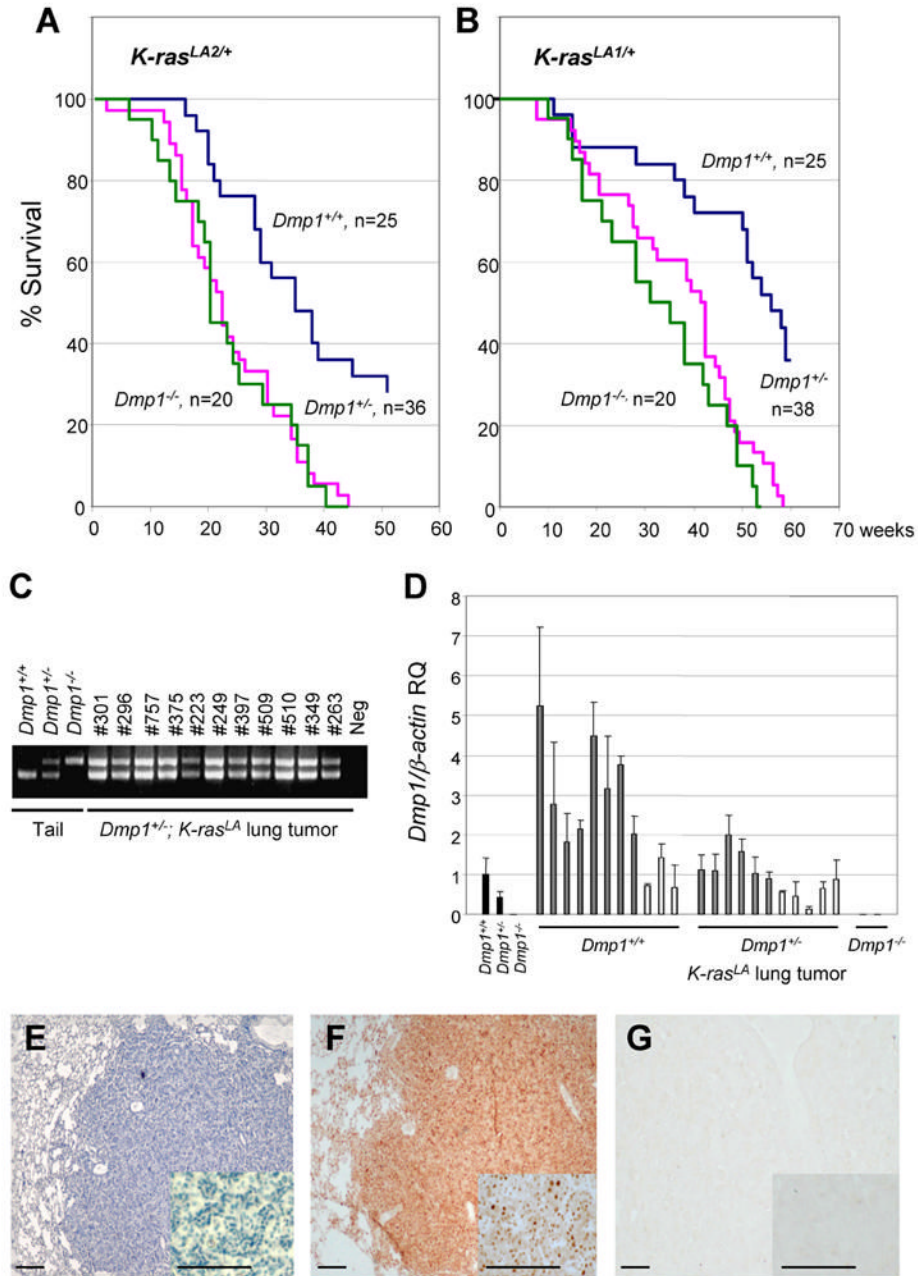 A
K-ras^LA2/+
% Survival
100
80
60
40
20
0
Dmp1+/+, n=25
Dmp1-/-, n=20
Dmp1+/-, n=36
0 10 20 30 40 50 60
B
K-ras^LA1/+
100
80
60
40
20
0
Dmp1+/+, n=25
Dmp1-/-, n=20
Dmp1+/-
n=38
0 10 20 30 40 50 60 70 weeks
C
Dmp1+/+
Dmp1+/-
Dmp1-/-
#301
#296
#757
#375
#223
#249
#397
#509
#510
#349
#263
Neg
Tail
Dmp1+/-; K-ras^LA lung tumor
D
Dmp1/β-actin RQ
8
7
6
5
4
3
2
1
0
Dmp1+/+
Dmp1+/-
Dmp1-/-
Dmp1+/+
Dmp1+/-
Dmp1-/-
K-ras^LA lung tumor
E
F
G